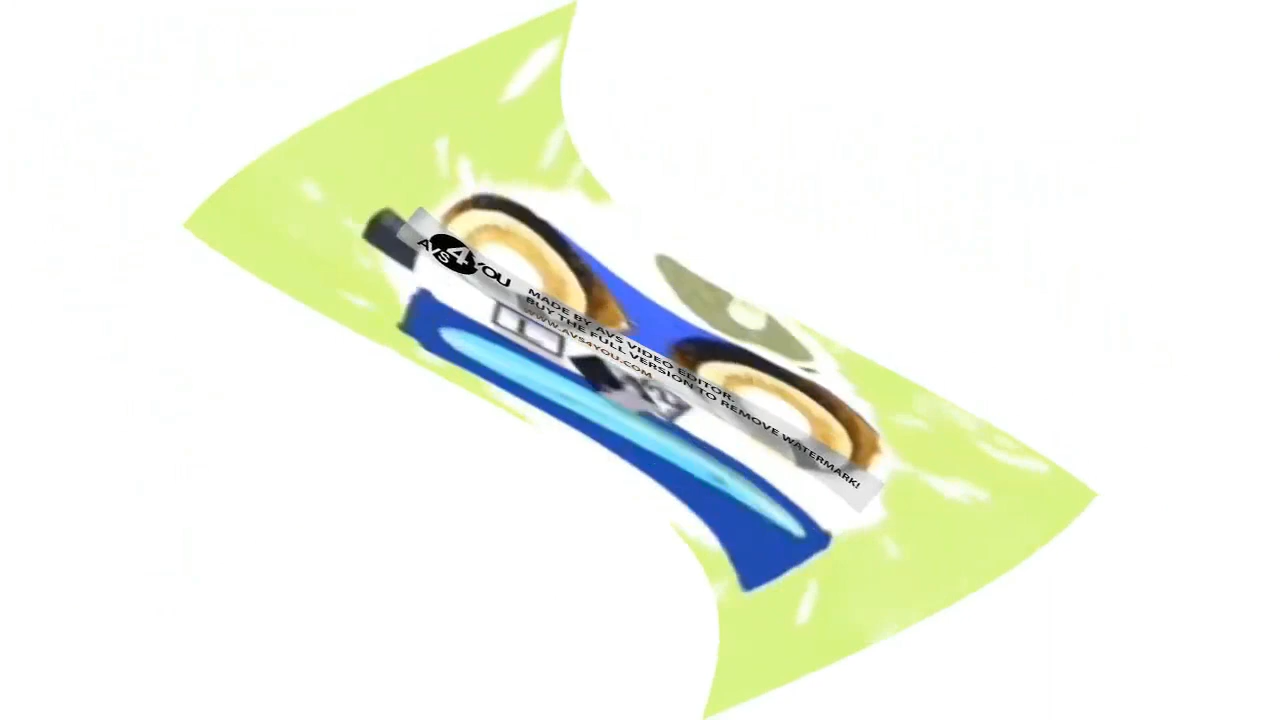 AVS4YOU
MADE BY AVS VIDEO EDITOR.
BUY THE FULL VERSION TO REMOVE WATERMARK!
WWW.AVS4YOU.COM